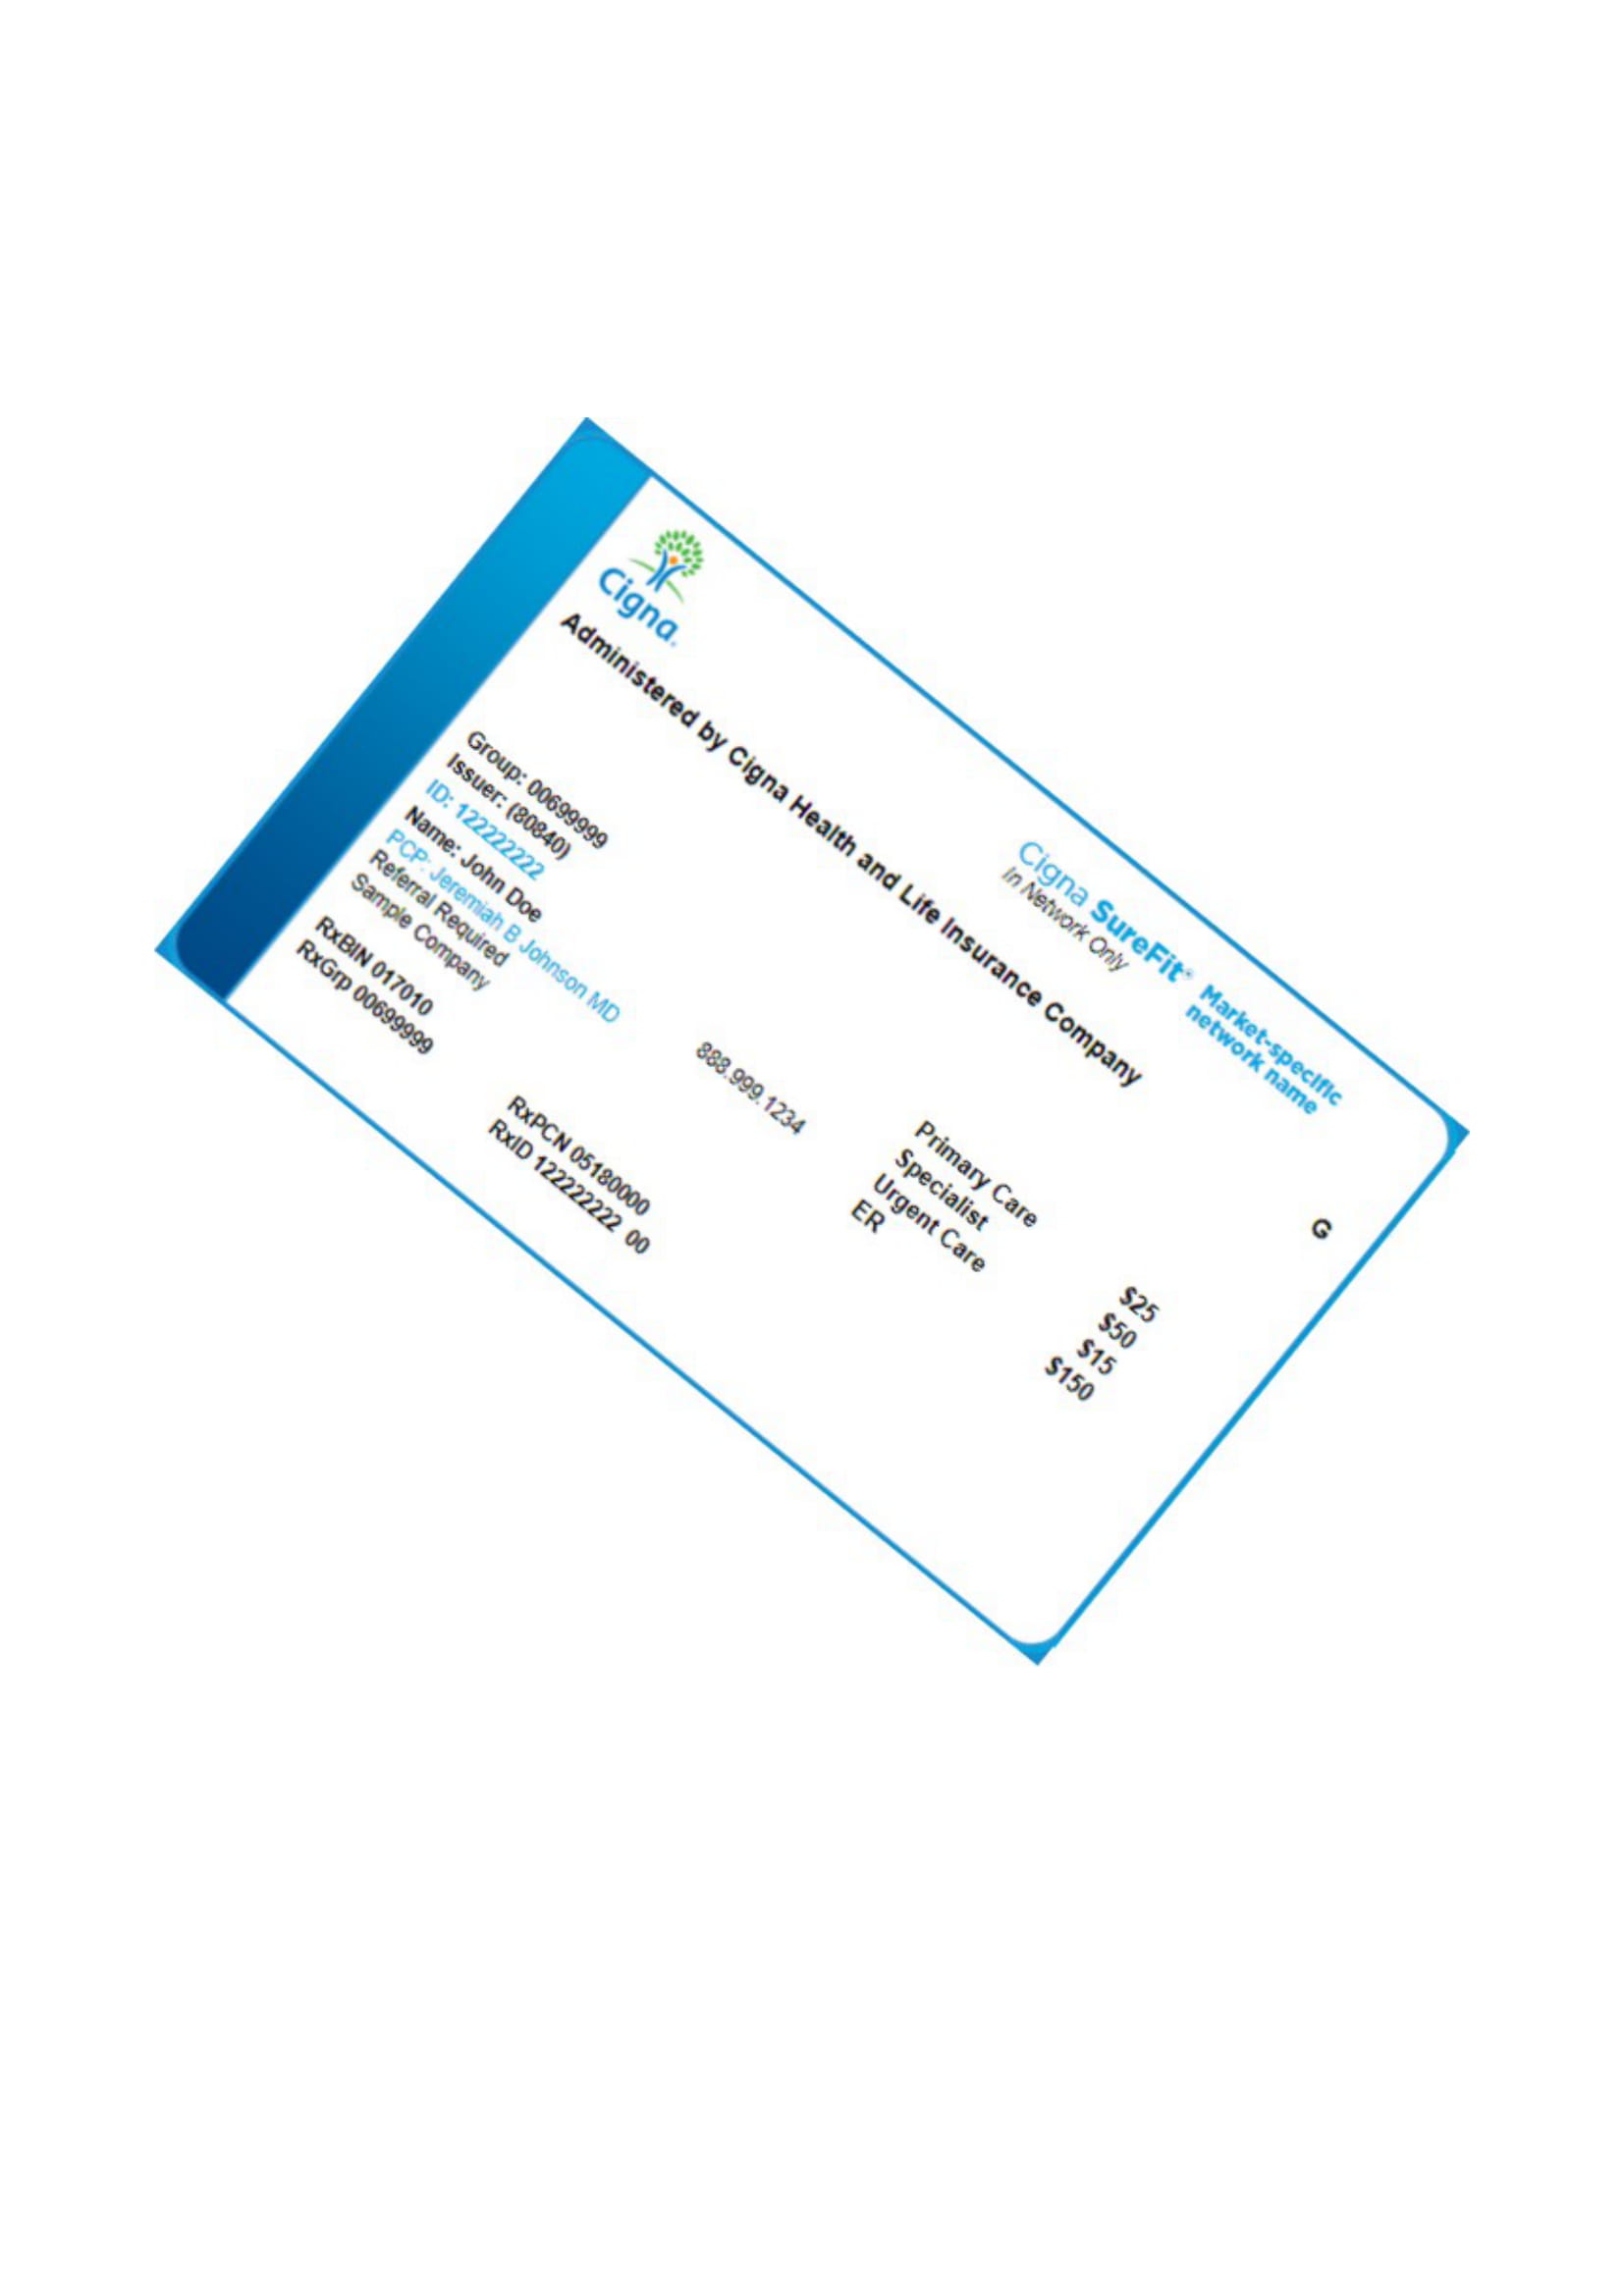 Cigna
Cigna SureFit® Market-specific
network name
In Network Only
Administered by Cigna Health and Life Insurance Company
G
Group: 00699999
Issuer: (80840)
ID: 122222222
Name: John Doe
PCP: Jeremiah B Johnson MD 888.999.1234
Referral Required
Sample Company
RxBIN 017010 RxPCN 05180000
RxGrp 00699999 RxID 122222222 00
Primary Care $25
Specialist $50
Urgent Care $15
ER $150